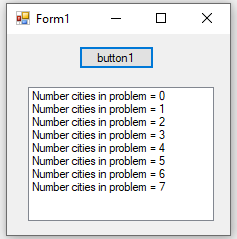 Form1
button1
Number cities in problem = 0
Number cities in problem = 1
Number cities in problem = 2
Number cities in problem = 3
Number cities in problem = 4
Number cities in problem = 5
Number cities in problem = 6
Number cities in problem = 7